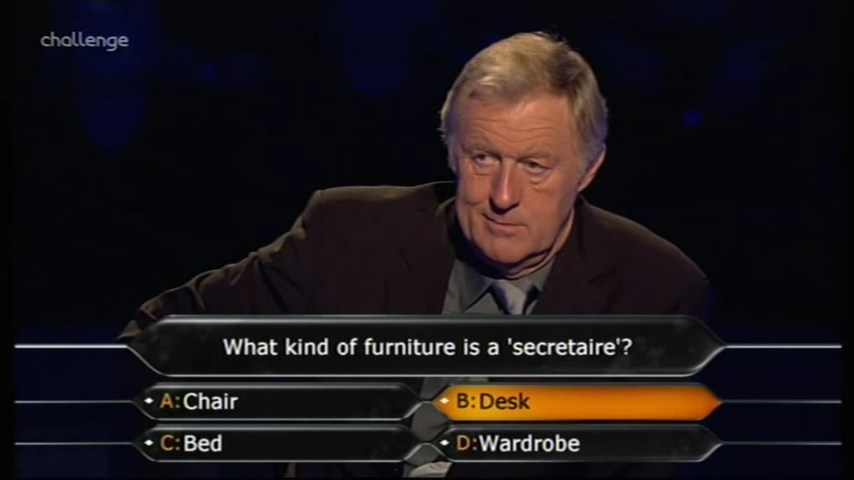 challenge
What kind of furniture is a 'secretaire'?
A: Chair
B: Desk
C: Bed
D: Wardrobe